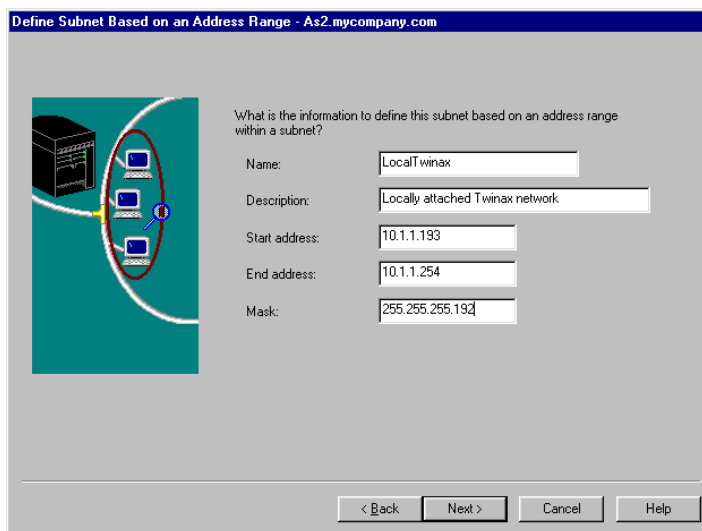 Define Subnet Based on an Address Range - As2.mycompany.com
What is the information to define this subnet based on an address range
within a subnet?
Name: LocalTwinax
Description: Locally attached Twinax network
Start address: 10.1.1.193
End address: 10.1.1.254
Mask: 255.255.255.192
< Back Next > Cancel Help